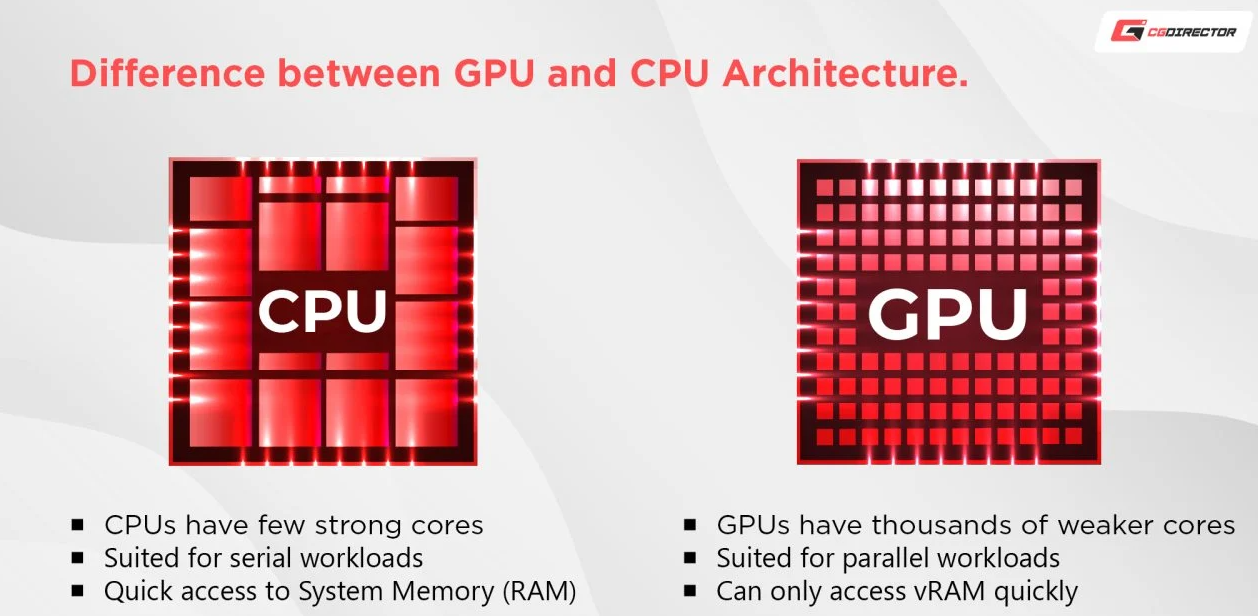 CGDIRECTOR
Difference between GPU and CPU Architecture.
CPU
GPU
■ CPUs have few strong cores
■ Suited for serial workloads
■ Quick access to System Memory (RAM)
■ GPUs have thousands of weaker cores
■ Suited for parallel workloads
■ Can only access vRAM quickly